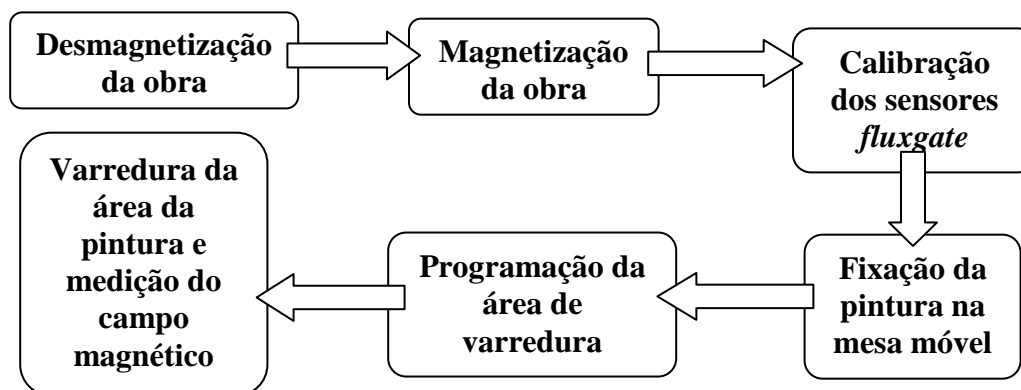 Desmagnetização
da obra
Magnetização
da obra
Calibração
dos sensores
fluxgate
Fixação da
pintura na
mesa móvel
Programação da
área de
varredura
Varredura da
área da
pintura e
medição do
campo
magnético